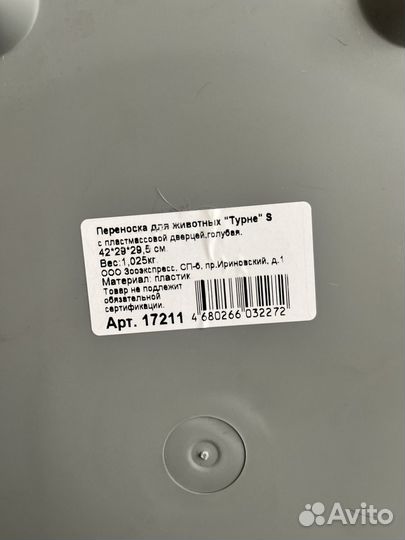 Переноска для животных "Турне" S
с пластмассовой дверцей,голубая.
42*29*29,5 см
Вес:1,025кг
ООО Зооэкспресс, СП-б, пр.Ириновский, д.1
Материал: пластик
Товар не подлежит
обязательной
сертификации.
Арт. 17211
4 680266 032272
Avito